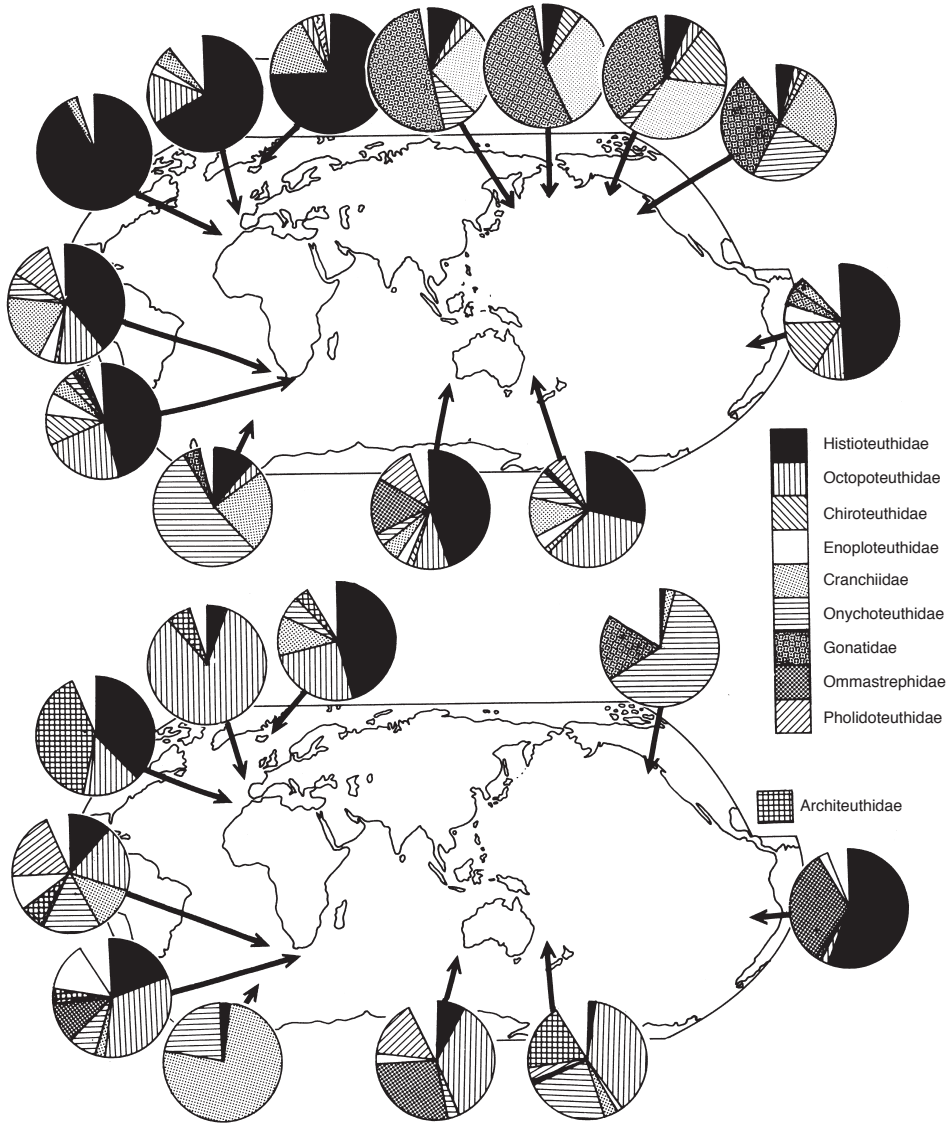 Histioteuthidae
Octopoteuthidae
Chiroteuthidae
Enoploteuthidae
Cranchiidae
Onychoteuthidae
Gonatidae
Ommastrephidae
Pholidoteuthidae
Architeuthidae